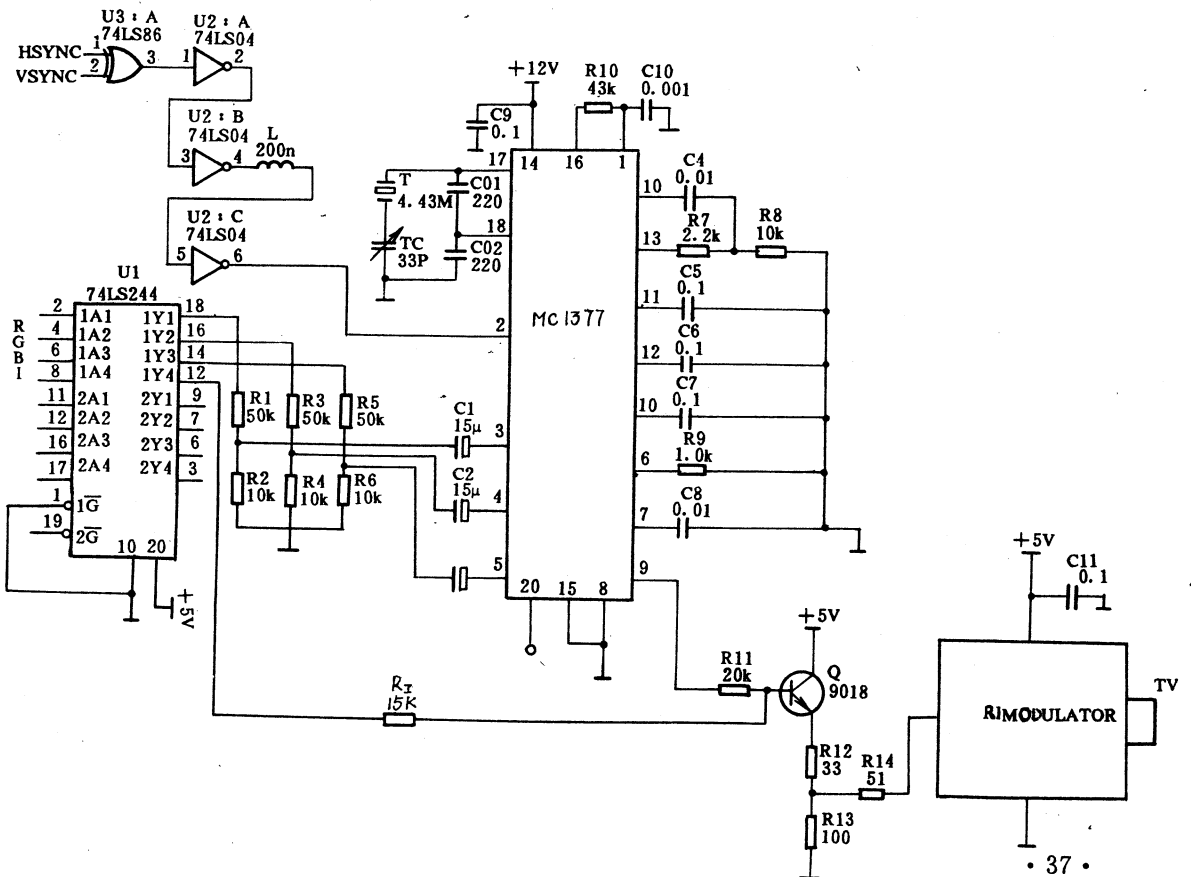 U3 : A
74LS86
HSYNC 1
VSYNC 2
3
U2 : A
74LS04
1 2
U2 : B
74LS04
3 4
L
200n
U2 : C
74LS04
5 6
U1
74LS244
R
G
B
I
2 1A1 1Y1 18
4 1A2 1Y2 16
6 1A3 1Y3 14
8 1A4 1Y4 12
11 2A1 2Y1 9
12 2A2 2Y2 7
16 2A3 2Y3 6
17 2A4 2Y4 3
1 1G
19 2G
10 20
+5V
R1
50k
R3
50k
R5
50k
R2
10k
R4
10k
R6
10k
C1
15μ
C2
15μ
+12V
C9
0.1
R10
43k
C10
0.001
T
4.43M
TC
33P
C01
220
C02
220
17 14 16 1
18
2
3
4
5
MC1377
20 15 8
10
13
11
12
10
6
7
9
C4
0.01
R7
2.2k
R8
10k
C5
0.1
C6
0.1
C7
0.1
R9
1.0k
C8
0.01
RI
15K
R11
20k
+5V
Q
9018
R12
33
R13
100
R14
51
+5V
C11
0.1
TV
RIMODULATOR
· 37 ·